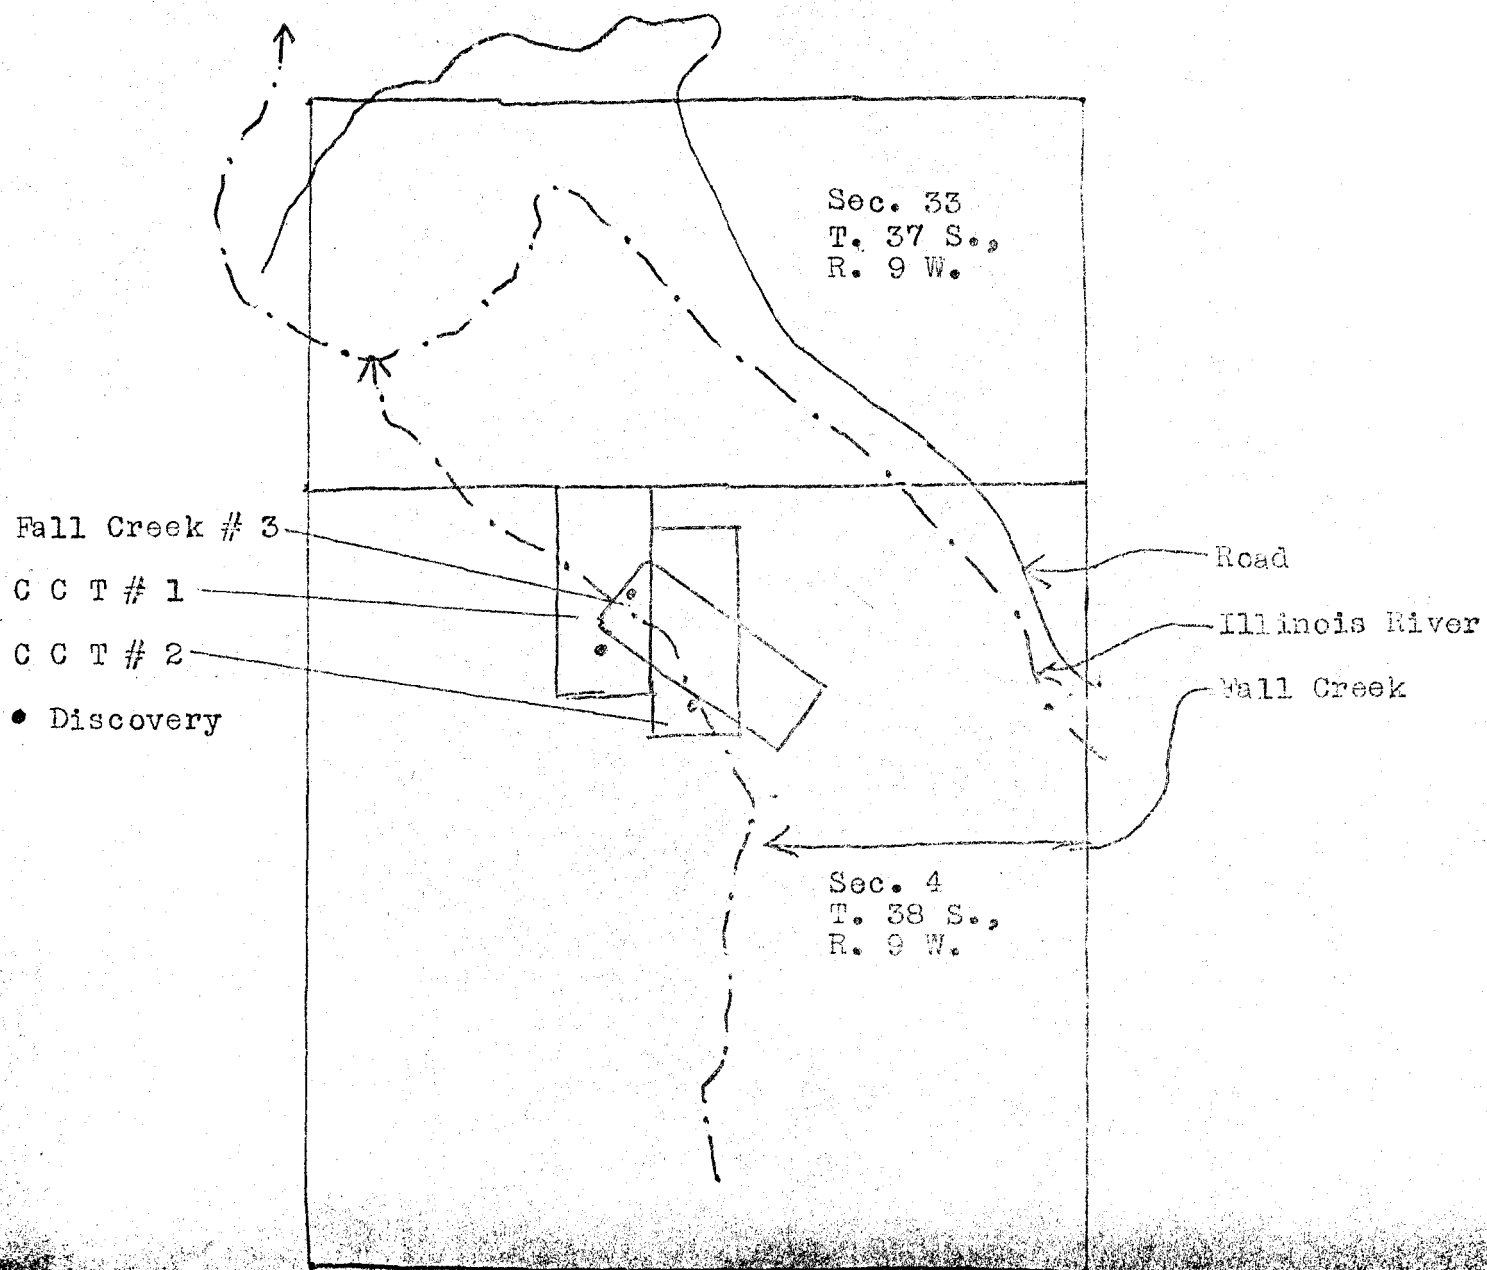 Sec. 33
T. 37 S.,
R. 9 W.
Fall Creek # 3
C C T # 1
C C T # 2
• Discovery
Road
Illinois River
Fall Creek
Sec. 4
T. 38 S.,
R. 9 W.